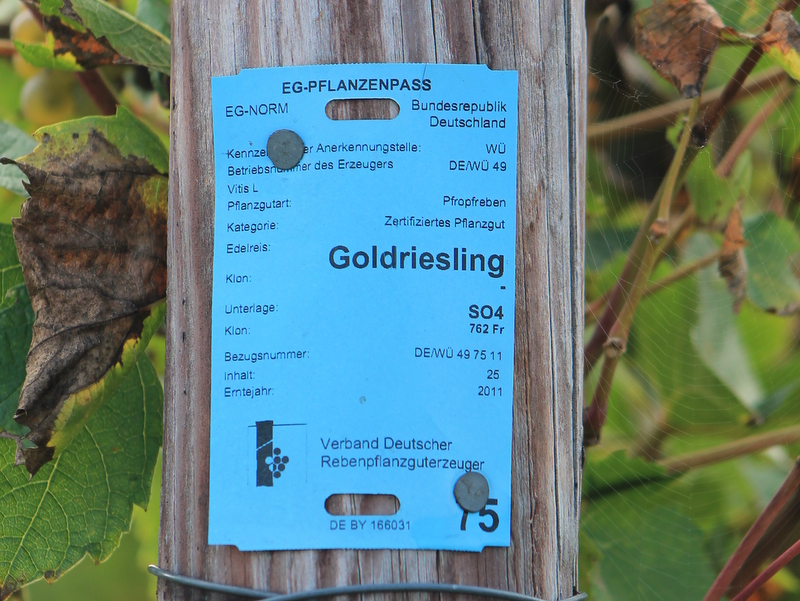 EG-PFLANZENPASS
EG-NORM Bundesrepublik
Deutschland
Anerkennungstelle: WÜ
des Erzeugers DE/WÜ 49
Vitis L
Pflanzgutart: Pfropfreben
Kategorie: Zertifiziertes Pflanzgut
Edelreis: Goldriesling
Klon: -
Unterlage: SO4
Klon: 762 Fr
Bezugsnummer: DE/WÜ 49 75 11
Inhalt: 25
Erntejahr: 2011
Verband Deutscher
Rebenpflanzguterzeuger
75
DE BY 166031